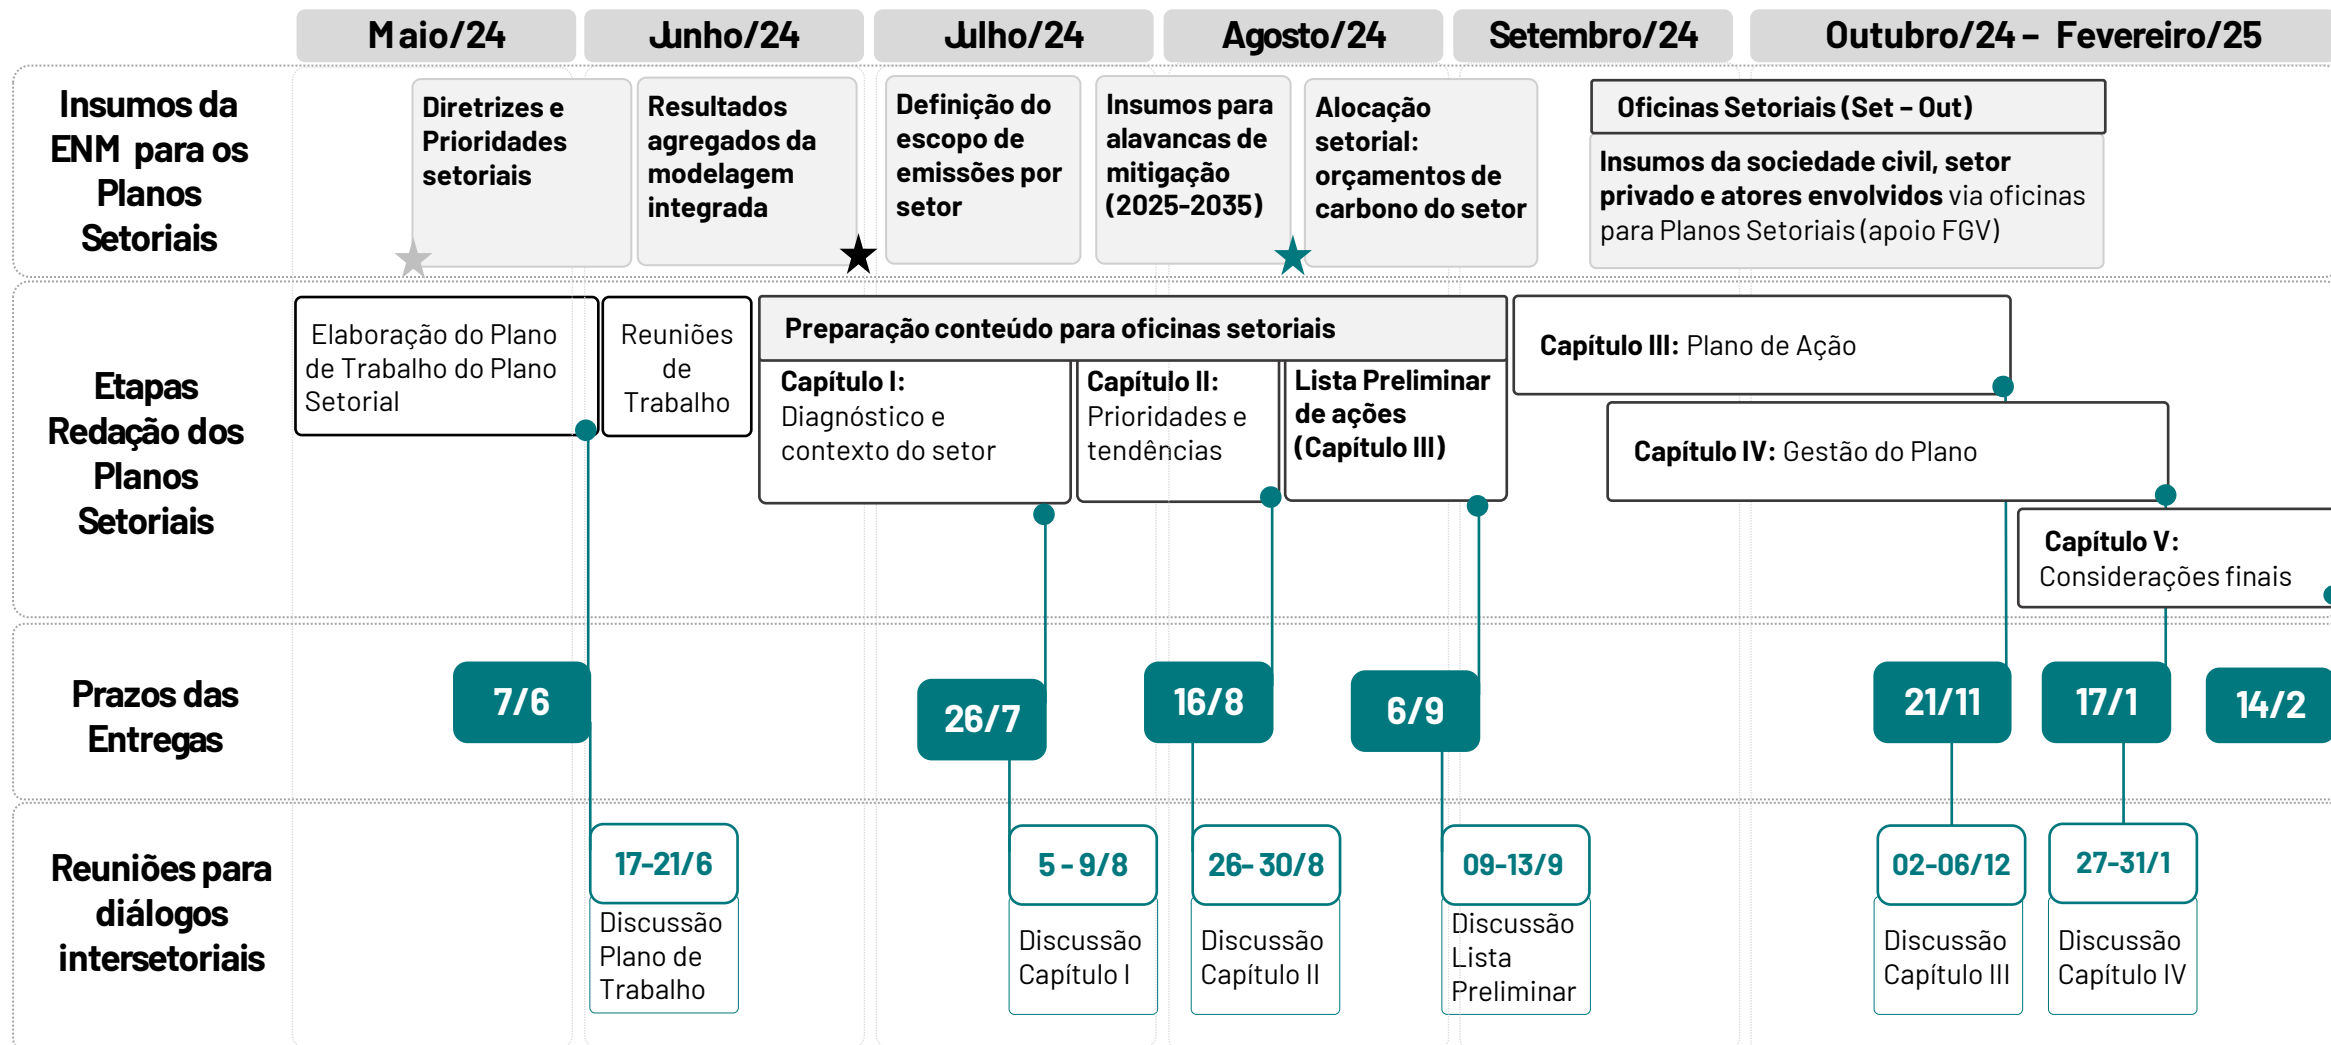 Maio/24
Junho/24
Julho/24
Agosto/24
Setembro/24
Outubro/24 – Fevereiro/25
Insumos da
ENM para os
Planos
Setoriais
Diretrizes e
Prioridades
setoriais
Resultados
agregados da
modelagem
integrada
Definição do
escopo de
emissões por
setor
Insumos para
alavancas de
mitigação
(2025-2035)
Alocação
setorial:
orçamentos de
carbono do setor
Oficinas Setoriais (Set – Out)
Insumos da sociedade civil, setor
privado e atores envolvidos via oficinas
para Planos Setoriais (apoio FGV)
Etapas
Redação dos
Planos
Setoriais
Elaboração do Plano
de Trabalho do Plano
Setorial
Reuniões
de
Trabalho
Preparação conteúdo para oficinas setoriais
Capítulo I:
Diagnóstico e
contexto do setor
Capítulo II:
Prioridades e
tendências
Lista Preliminar
de ações
(Capítulo III)
Capítulo III: Plano de Ação
Capítulo IV: Gestão do Plano
Capítulo V:
Considerações finais
Prazos das
Entregas
7/6
26/7
16/8
6/9
21/11
17/1
14/2
Reuniões para
diálogos
intersetoriais
17-21/6
Discussão
Plano de
Trabalho
5 - 9/8
Discussão
Capítulo I
26- 30/8
Discussão
Capítulo II
09-13/9
Discussão
Lista
Preliminar
02-06/12
Discussão
Capítulo III
27-31/1
Discussão
Capítulo IV